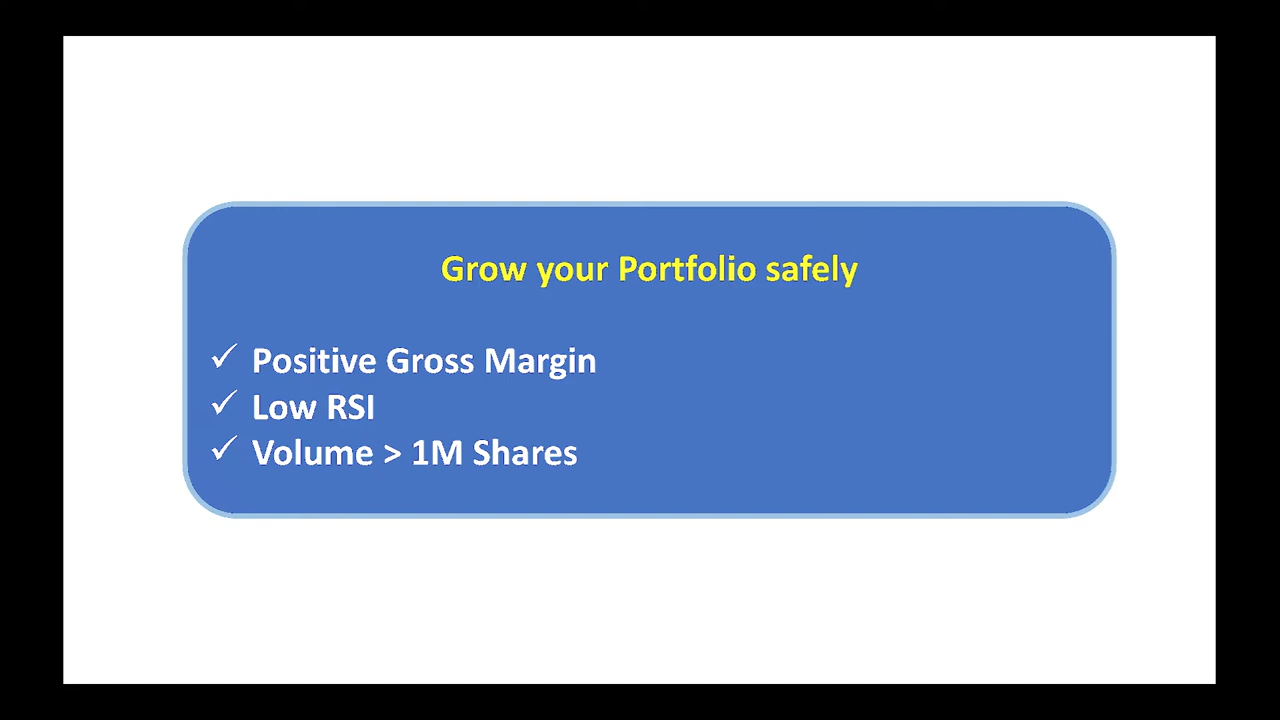 Grow your Portfolio safely
✓ Positive Gross Margin
✓ Low RSI
✓ Volume > 1M Shares